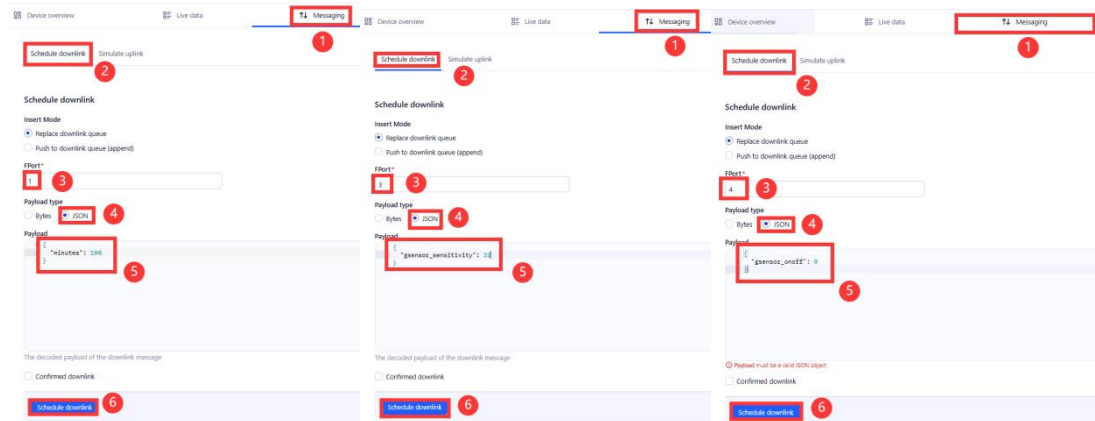 Device overview
Live data
↑↓ Messaging
1
Schedule downlink
Simulate uplink
2
Schedule downlink
Insert Mode
Replace downlink queue
Push to downlink queue (append)
FPort*
1
3
Payload type
Bytes
JSON
4
Payload
{
"minutes": 100
}
5
The decoded payload of the downlink message
Confirmed downlink
Schedule downlink
6
Device overview
Live data
↑↓ Messaging
1
Schedule downlink
Simulate uplink
2
Schedule downlink
Insert Mode
Replace downlink queue
Push to downlink queue (append)
FPort*
3
3
Payload type
Bytes
JSON
4
Payload
{
"gsensor_sensitivity": 32
}
5
The decoded payload of the downlink message
Confirmed downlink
Schedule downlink
6
Device overview
Live data
↑↓ Messaging
1
Schedule downlink
Simulate uplink
2
Schedule downlink
Insert Mode
Replace downlink queue
Push to downlink queue (append)
FPort*
4
3
Payload type
Bytes
JSON
4
Payload
{
"gsensor_onoff": 0
}
5
Payload must be a valid JSON object
Confirmed downlink
Schedule downlink
6